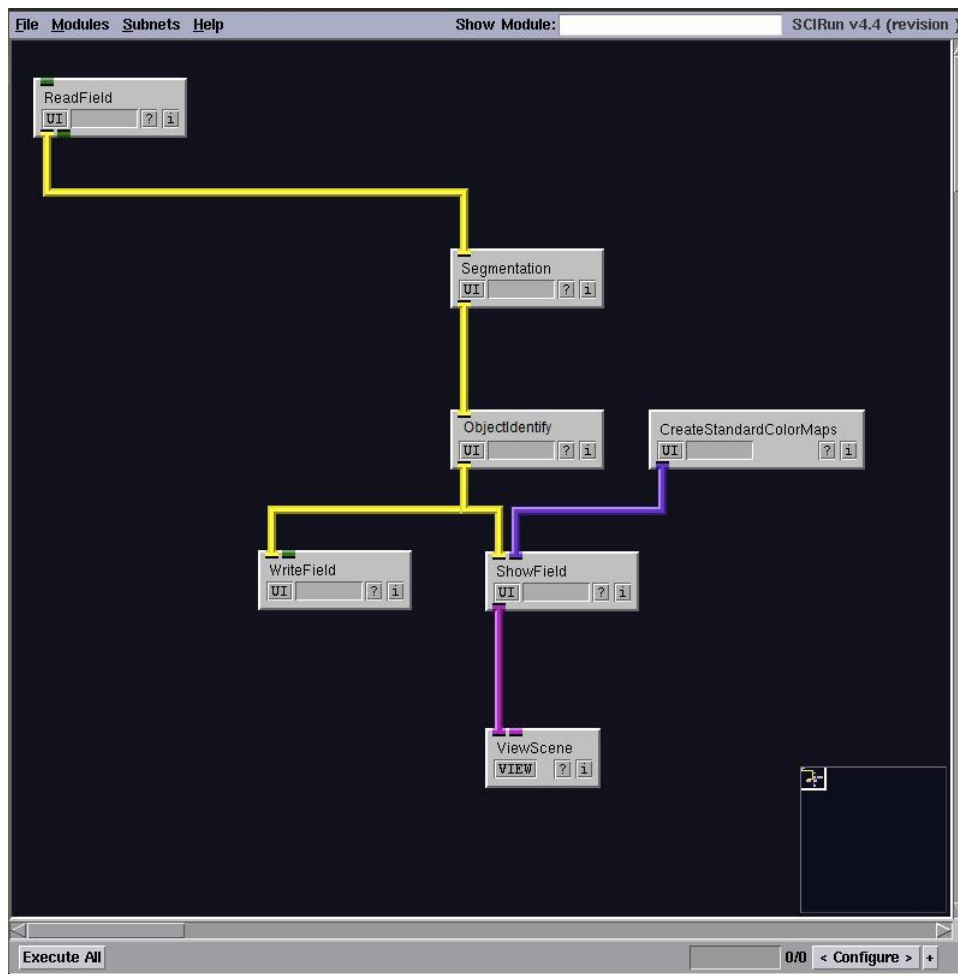 File Modules Subnets Help Show Module: SCIRun v4.4 (revision )
ReadField
UI ? i
Segmentation
UI ? i
ObjectIdentify
UI ? i
CreateStandardColorMaps
UI ? i
WriteField
UI ? i
ShowField
UI ? i
ViewScene
VIEW ? i
Execute All 0/0 < Configure > +